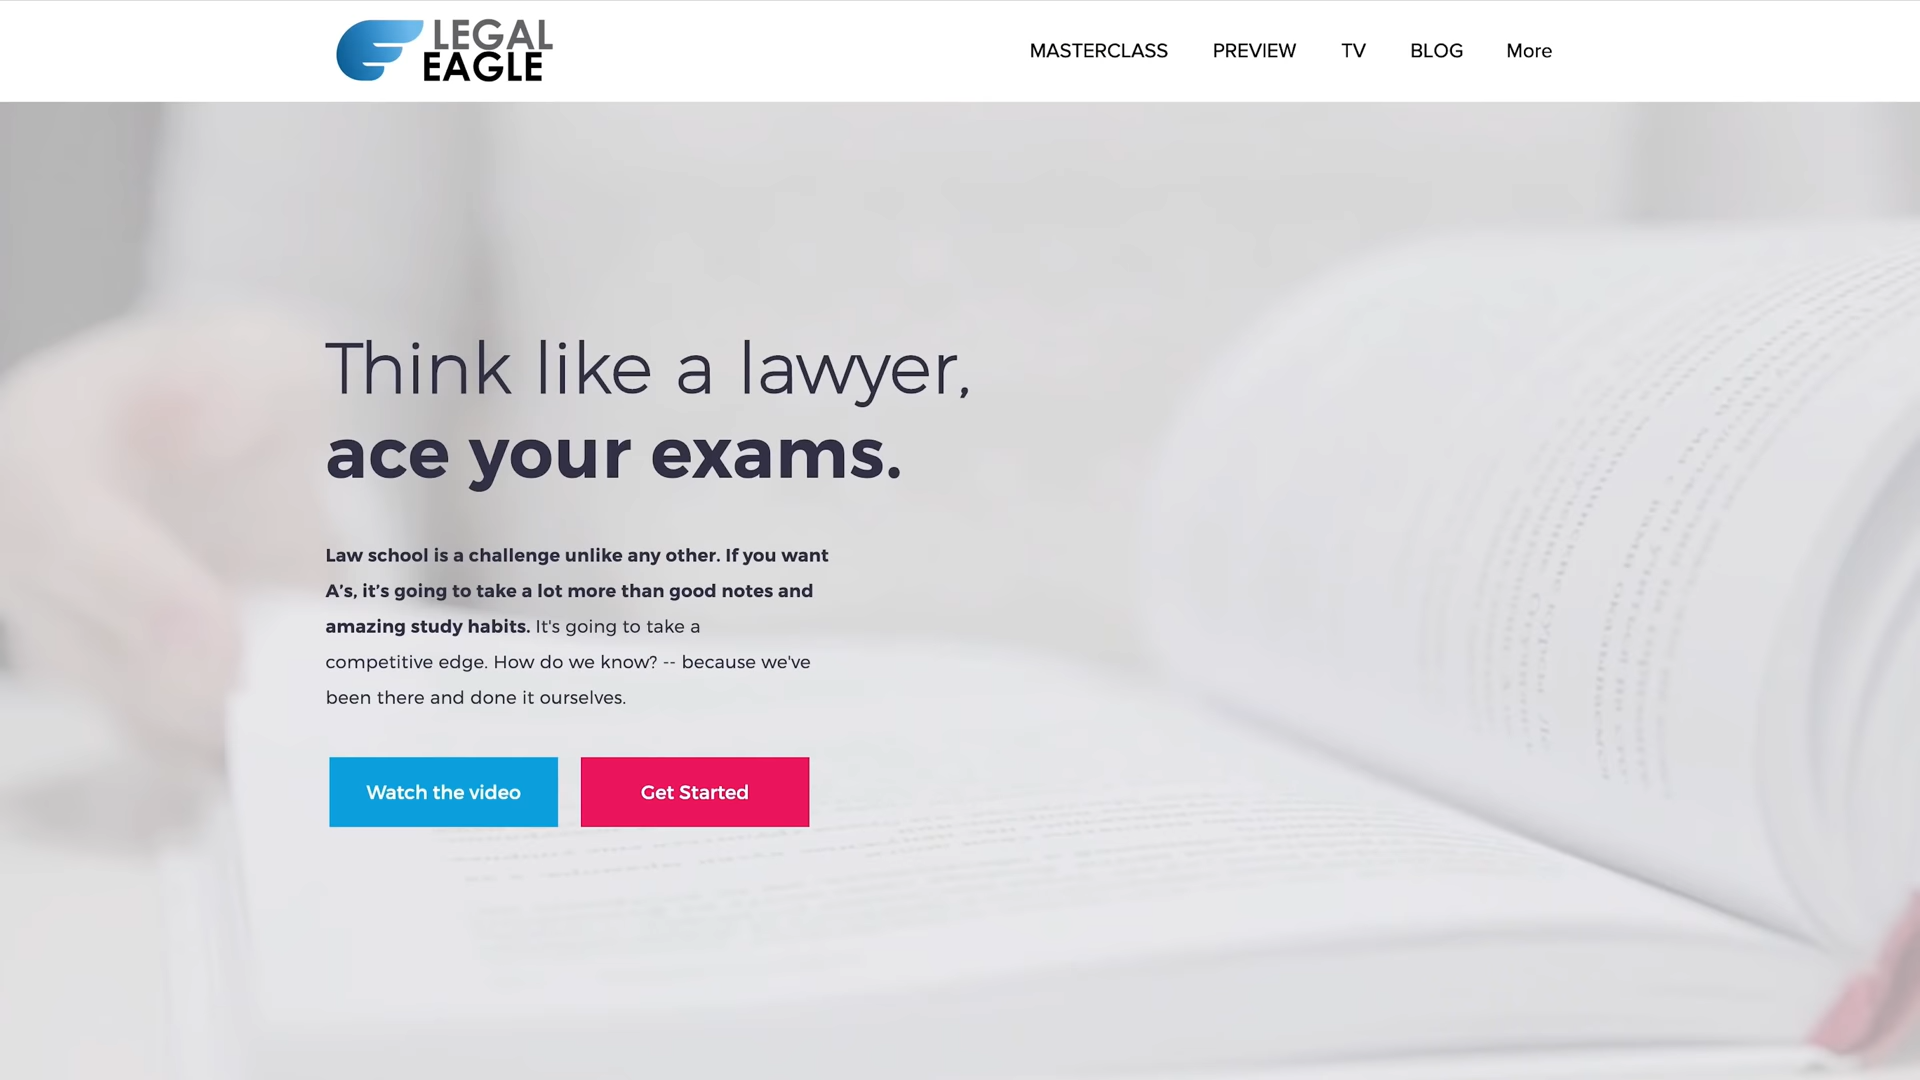 LEGAL
EAGLE
MASTERCLASS PREVIEW TV BLOG More
Think like a lawyer,
ace your exams.
Law school is a challenge unlike any other. If you want
A’s, it’s going to take a lot more than good notes and
amazing study habits. It's going to take a
competitive edge. How do we know? -- because we've
been there and done it ourselves.
Watch the video Get Started